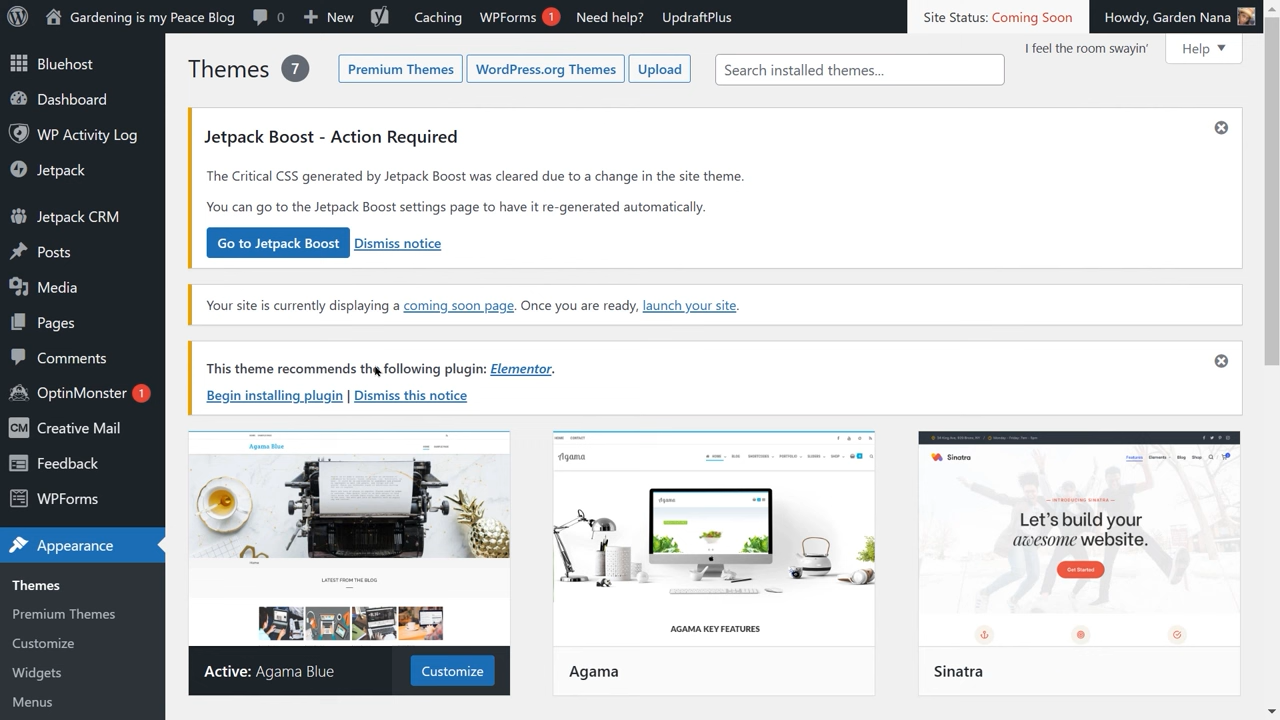 Gardening is my Peace Blog 0 New Caching WPForms 1 Need help? UpdraftPlus Site Status: Coming Soon Howdy, Garden Nana
Bluehost
Dashboard
WP Activity Log
Jetpack
Jetpack CRM
Posts
Media
Pages
Comments
OptinMonster 1
CM Creative Mail
Feedback
WPForms
Appearance
Themes
Premium Themes
Customize
Widgets
Menus
I feel the room swayin' Help
Themes 7 Premium Themes WordPress.org Themes Upload Search installed themes...
Jetpack Boost - Action Required
The Critical CSS generated by Jetpack Boost was cleared due to a change in the site theme.
You can go to the Jetpack Boost settings page to have it re-generated automatically.
Go to Jetpack Boost Dismiss notice
Your site is currently displaying a coming soon page. Once you are ready, launch your site.
This theme recommends the following plugin: Elementor.
Begin installing plugin | Dismiss this notice
Agama Blue
LATEST FROM THE BLOG
Active: Agama Blue Customize
Agama
AGAMA KEY FEATURES
Agama
Sinatra Features Elements Blog Shop
INTRODUCING SINATRA
Let's build your
awesome website.
Get Started
Sinatra